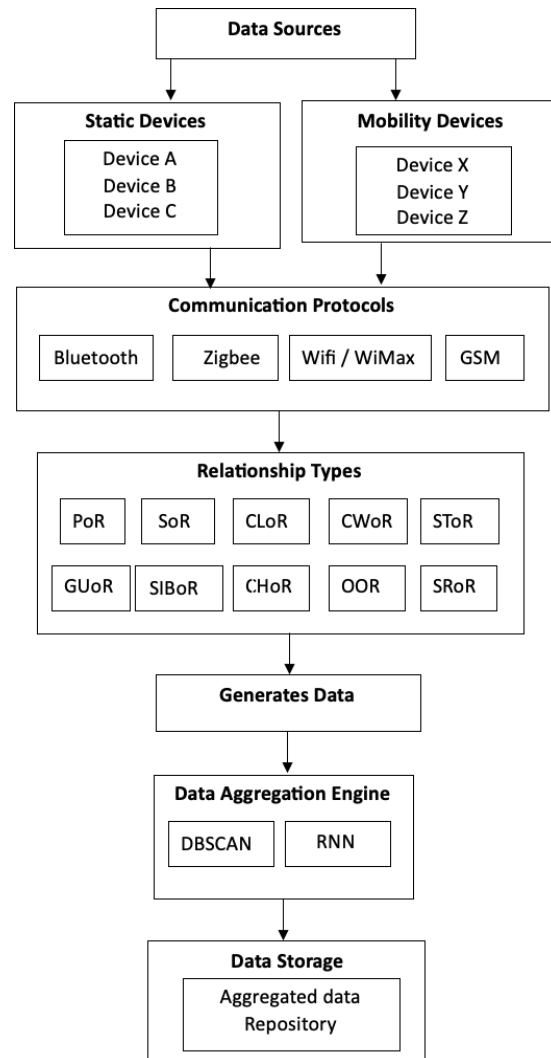 Data Sources
Static Devices
Device A
Device B
Device C
Mobility Devices
Device X
Device Y
Device Z
Communication Protocols
Bluetooth
Zigbee
Wifi / WiMax
GSM
Relationship Types
PoR
SoR
CLoR
CWoR
SToR
GUoR
SIBoR
CHoR
OOR
SRoR
Generates Data
Data Aggregation Engine
DBSCAN
RNN
Data Storage
Aggregated data
Repository